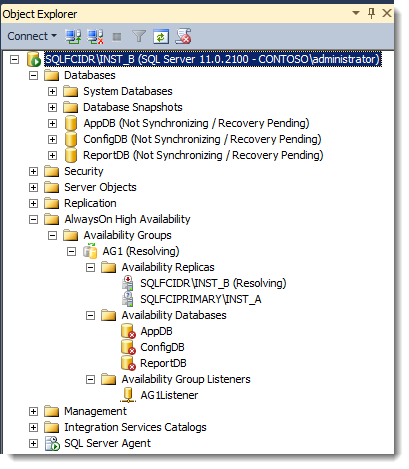 Object Explorer
Connect
SQLFCIDR\INST_B (SQL Server 11.0.2100 - CONTOSO\administrator)
Databases
System Databases
Database Snapshots
AppDB (Not Synchronizing / Recovery Pending)
ConfigDB (Not Synchronizing / Recovery Pending)
ReportDB (Not Synchronizing / Recovery Pending)
Security
Server Objects
Replication
AlwaysOn High Availability
Availability Groups
AG1 (Resolving)
Availability Replicas
SQLFCIDR\INST_B (Resolving)
SQLFCIPRIMARY\INST_A
Availability Databases
AppDB
ConfigDB
ReportDB
Availability Group Listeners
AG1Listener
Management
Integration Services Catalogs
SQL Server Agent